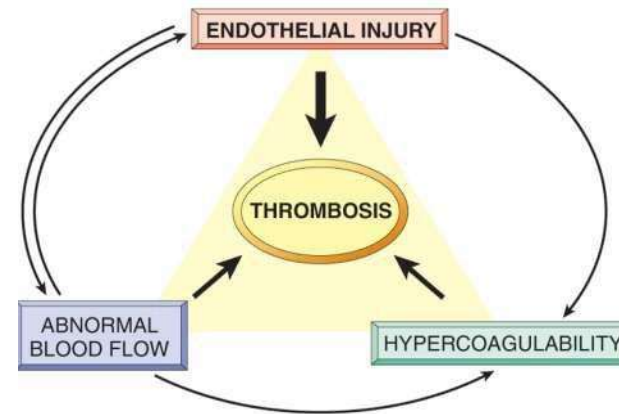 ENDOTHELIAL INJURY
THROMBOSIS
ABNORMAL
BLOOD FLOW
HYPERCOAGULABILITY